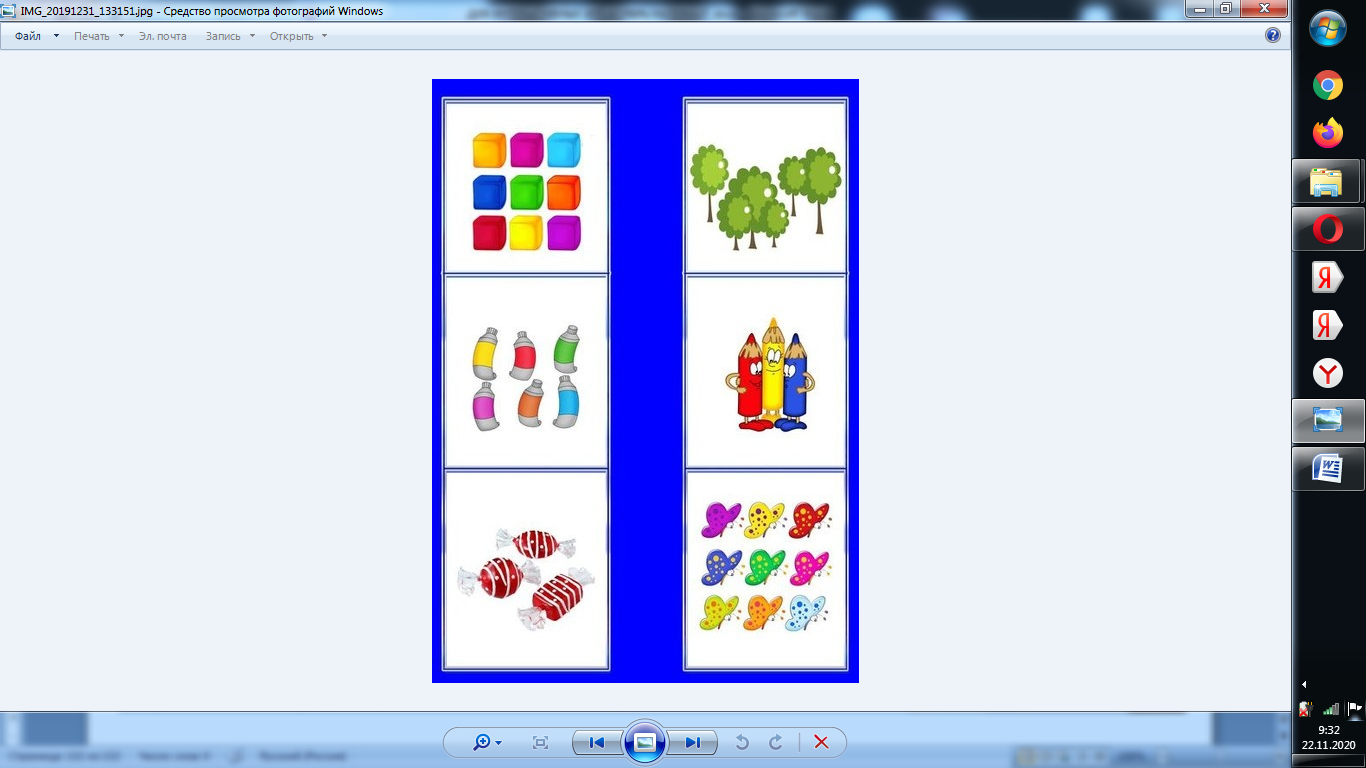 IMG_20191231_133151.jpg - Средство просмотра фотографий Windows
Файл Печать Эл. почта Запись Открыть
9:32
22.11.2020